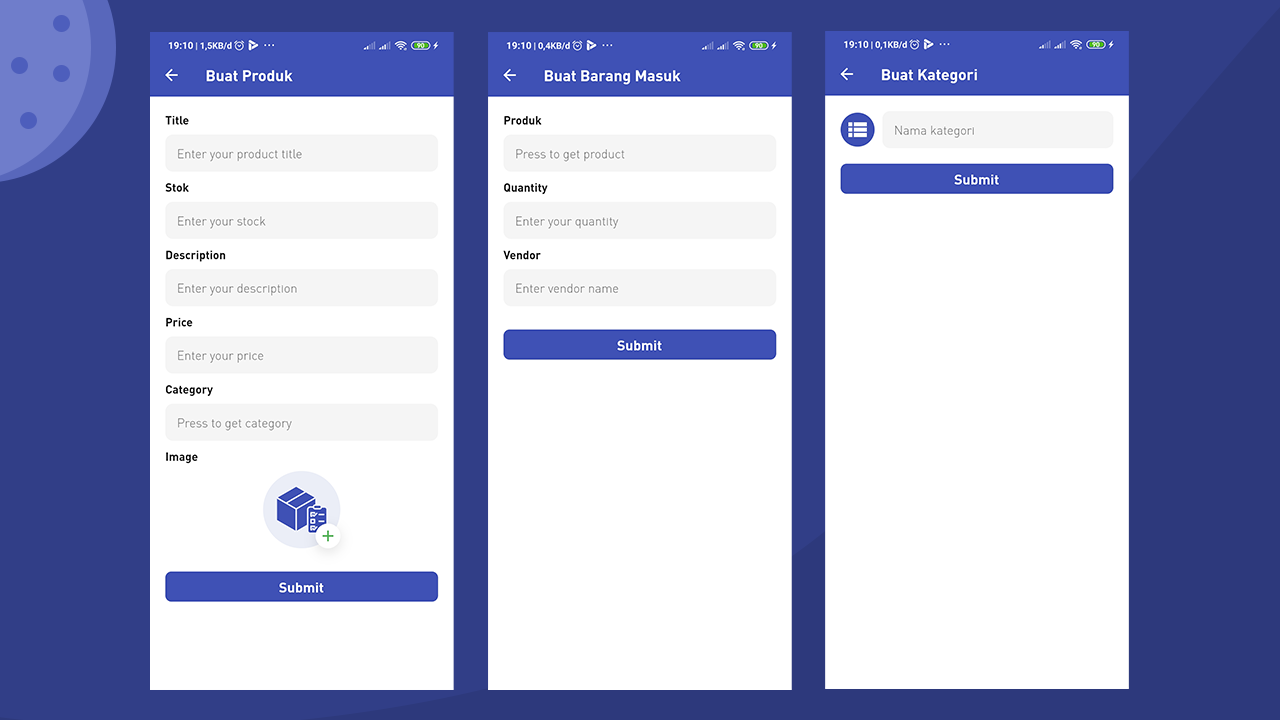 19:10 | 1,5KB/d ... 90
Buat Produk
Title
Enter your product title
Stok
Enter your stock
Description
Enter your description
Price
Enter your price
Category
Press to get category
Image
Submit
19:10 | 0,4KB/d ... 90
Buat Barang Masuk
Produk
Press to get product
Quantity
Enter your quantity
Vendor
Enter vendor name
Submit
19:10 | 0,1KB/d ... 90
Buat Kategori
Nama kategori
Submit